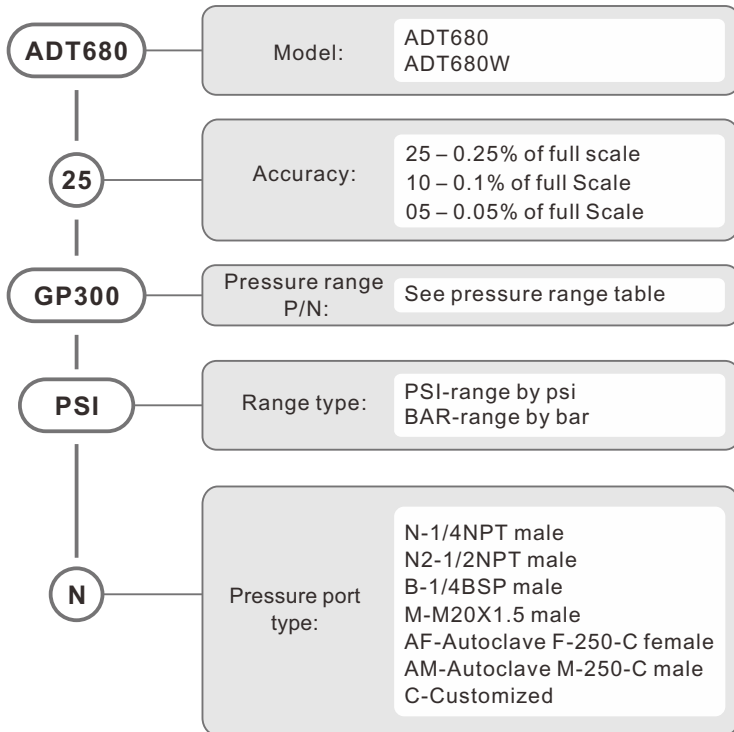 ADT680
Model:
ADT680
ADT680W
25
Accuracy:
25 – 0.25% of full scale
10 – 0.1% of full Scale
05 – 0.05% of full Scale
GP300
Pressure range
P/N:
See pressure range table
PSI
Range type:
PSI-range by psi
BAR-range by bar
N
Pressure port
type:
N-1/4NPT male
N2-1/2NPT male
B-1/4BSP male
M-M20X1.5 male
AF-Autoclave F-250-C female
AM-Autoclave M-250-C male
C-Customized